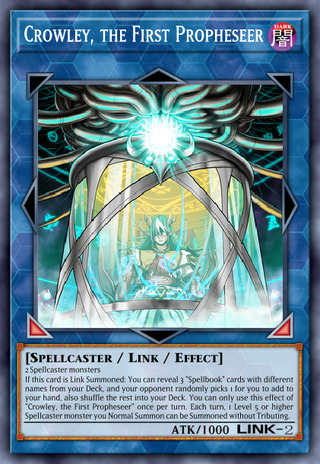 CROWLEY, THE FIRST PROPHESEER
DARK
闇
[SPELLCASTER / LINK / EFFECT]
2 Spellcaster monsters
If this card is Link Summoned: You can reveal 3 "Spellbook" cards with different
names from your Deck, and your opponent randomly picks 1 for you to add to
your hand, also shuffle the rest into your Deck. You can only use this effect of
"Crowley, the First Propheseer" once per turn. Each turn, 1 Level 5 or higher
Spellcaster monster you Normal Summon can be Summoned without Tributing.
ATK/1000 LINK-2